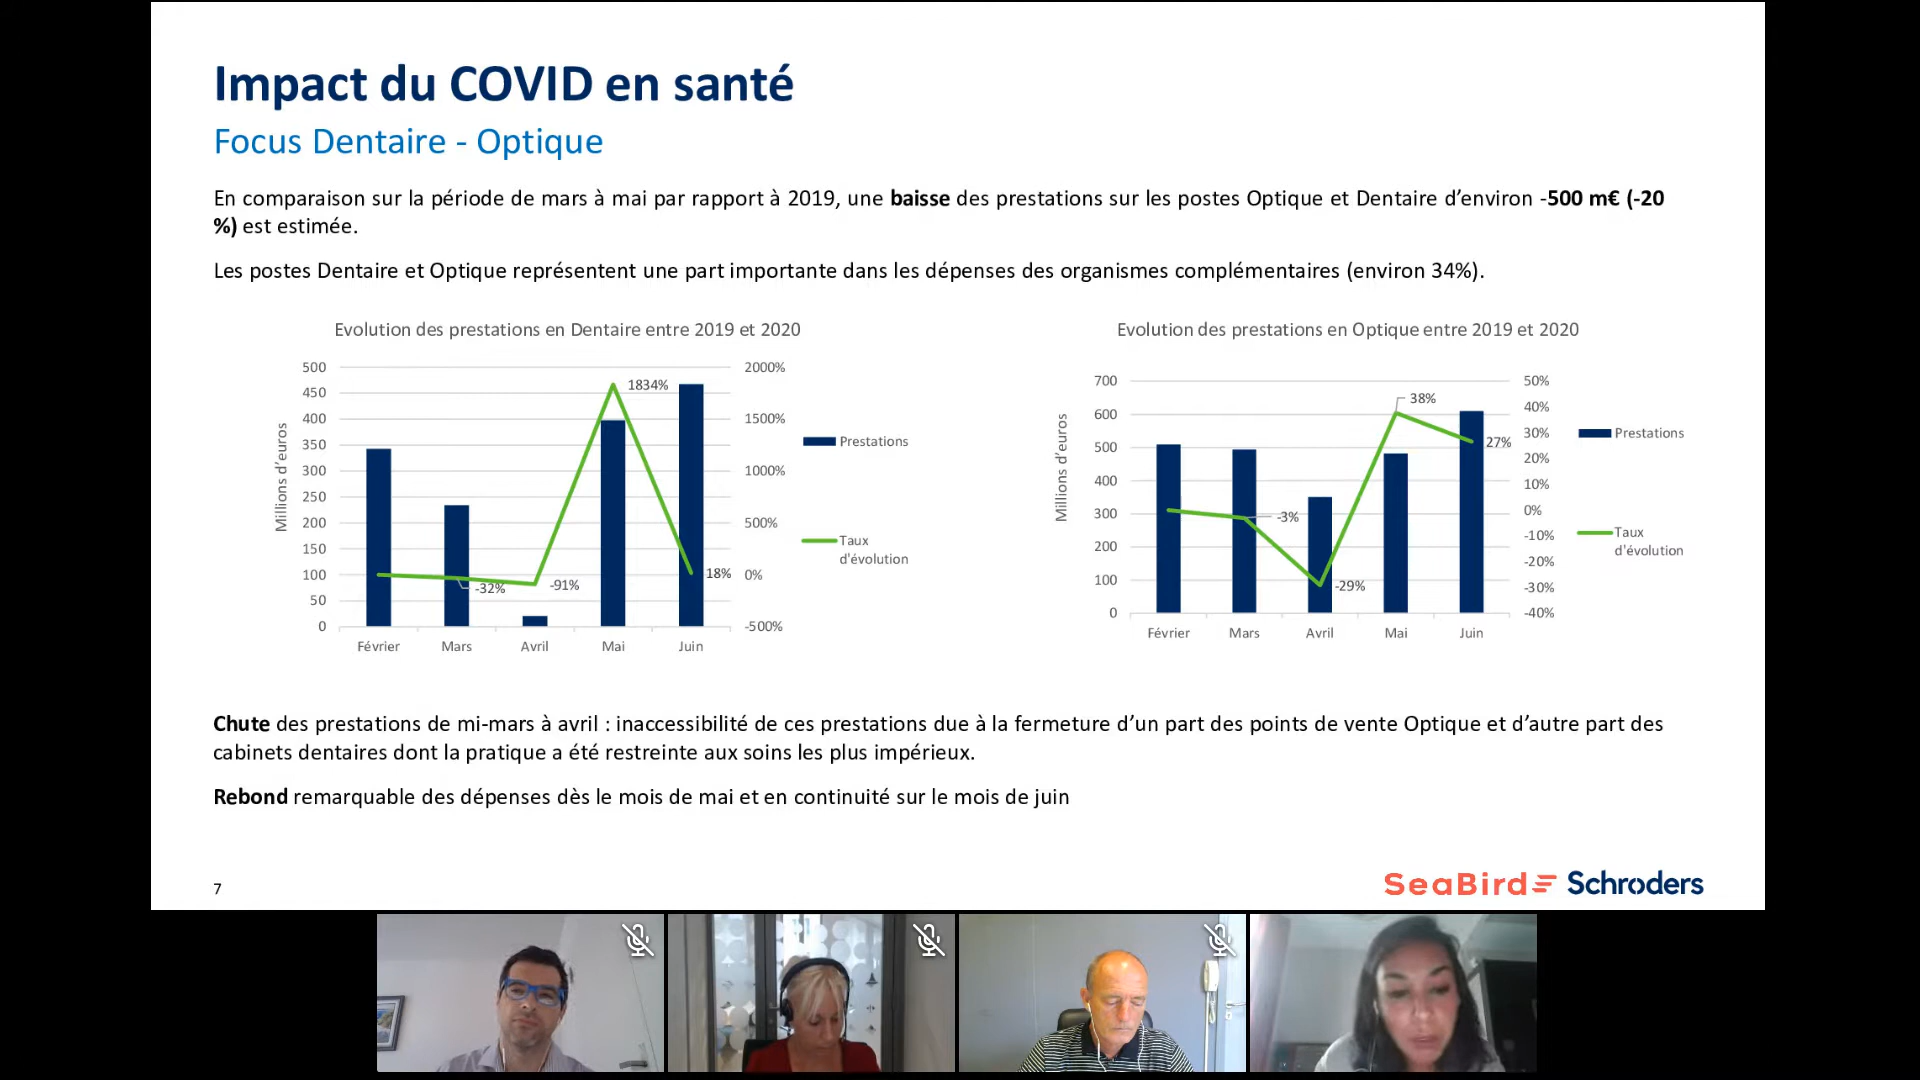 Impact du COVID en santé
Focus Dentaire - Optique
En comparaison sur la période de mars à mai par rapport à 2019, une baisse des prestations sur les postes Optique et Dentaire d’environ -500 m€ (-20
%) est estimée.
Les postes Dentaire et Optique représentent une part importante dans les dépenses des organismes complémentaires (environ 34%).
Evolution des prestations en Dentaire entre 2019 et 2020
500
450
400
350
300
250
200
150
100
50
0
Millions d’euros
2000%
1500%
1000%
500%
0%
-500%
-32%
-91%
1834%
18%
Février
Mars
Avril
Mai
Juin
Prestations
Taux
d'évolution
Evolution des prestations en Optique entre 2019 et 2020
700
600
500
400
300
200
100
0
Millions d’euros
50%
40%
30%
20%
10%
0%
-10%
-20%
-30%
-40%
-3%
-29%
38%
27%
Février
Mars
Avril
Mai
Juin
Prestations
Taux
d'évolution
Chute des prestations de mi-mars à avril : inaccessibilité de ces prestations due à la fermeture d’un part des points de vente Optique et d’autre part des
cabinets dentaires dont la pratique a été restreinte aux soins les plus impérieux.
Rebond remarquable des dépenses dès le mois de mai et en continuité sur le mois de juin
7
SeaBird Schroders